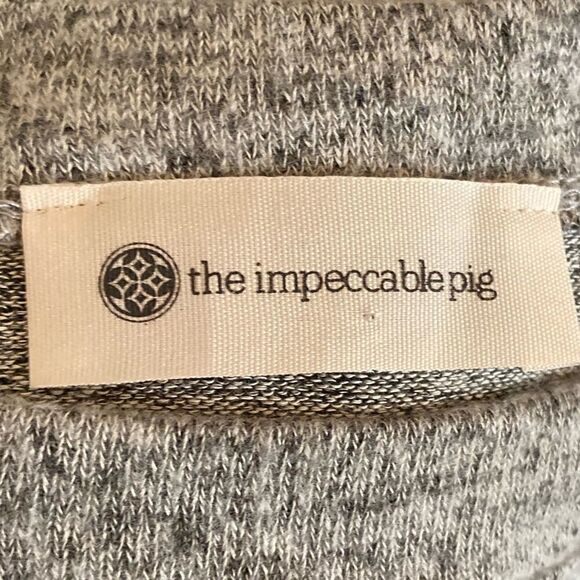 the impeccable pig